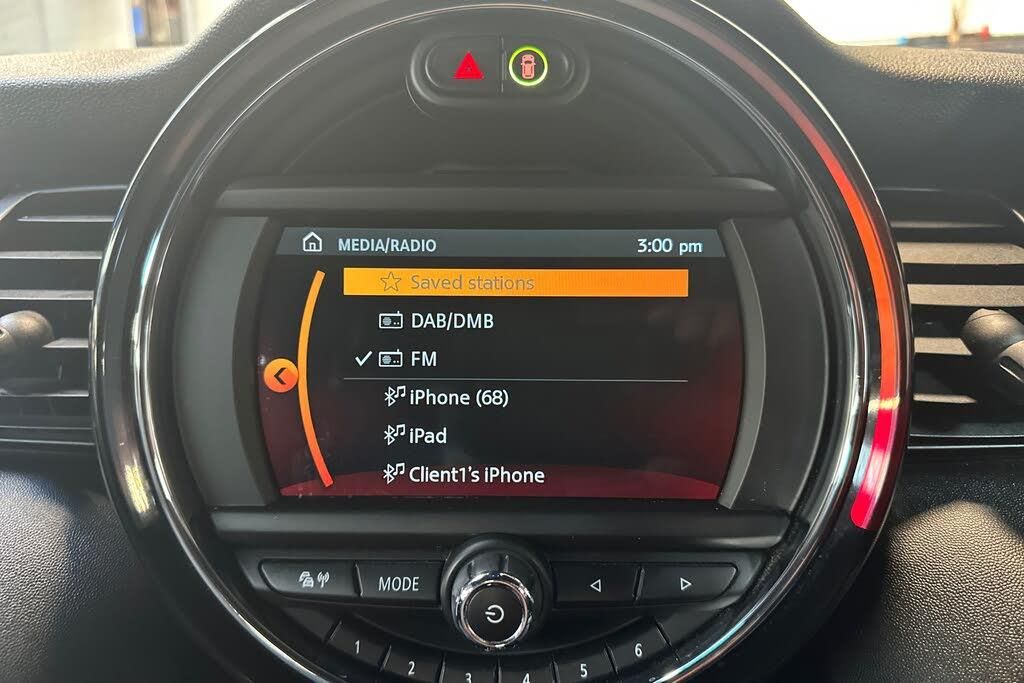 MEDIA/RADIO 3:00 pm
Saved stations
DAB/DMB
FM
iPhone (68)
iPad
Client1's iPhone
MODE
1 2 3 4 5 6